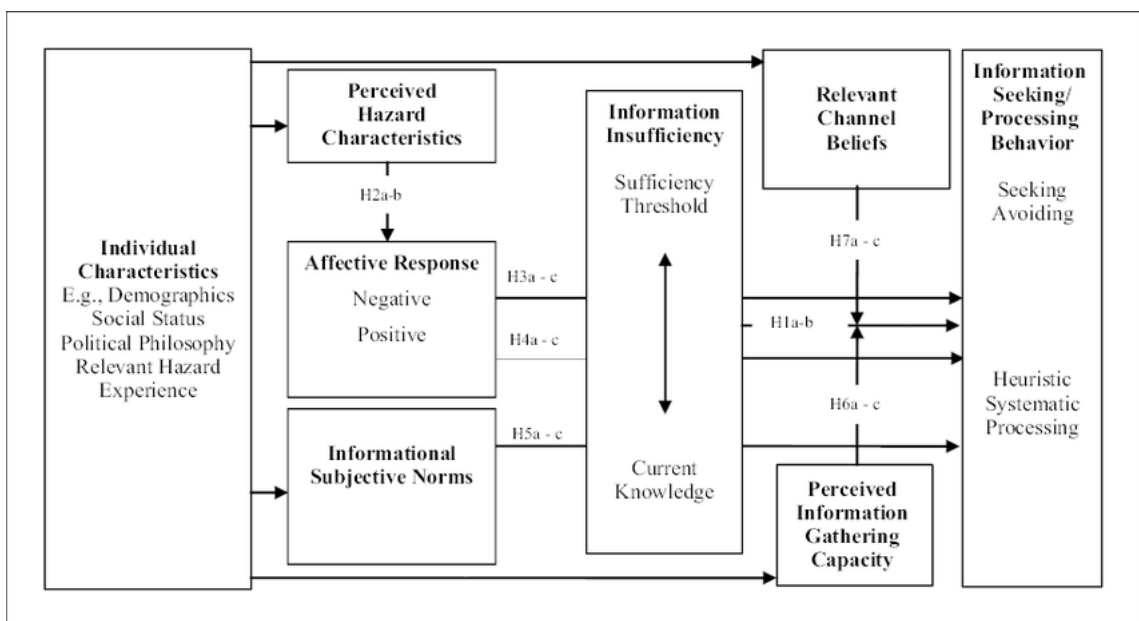 Individual
Characteristics
E.g., Demographics
Social Status
Political Philosophy
Relevant Hazard
Experience
Perceived
Hazard
Characteristics
H2a-b
Affective Response
Negative
Positive
Informational
Subjective Norms
H3a - c
H4a - c
H5a - c
Information
Insufficiency
Sufficiency
Threshold
Current
Knowledge
Relevant
Channel
Beliefs
H7a - c
H1a-b
H6a - c
Perceived
Information
Gathering
Capacity
Information
Seeking/
Processing
Behavior
Seeking
Avoiding
Heuristic
Systematic
Processing